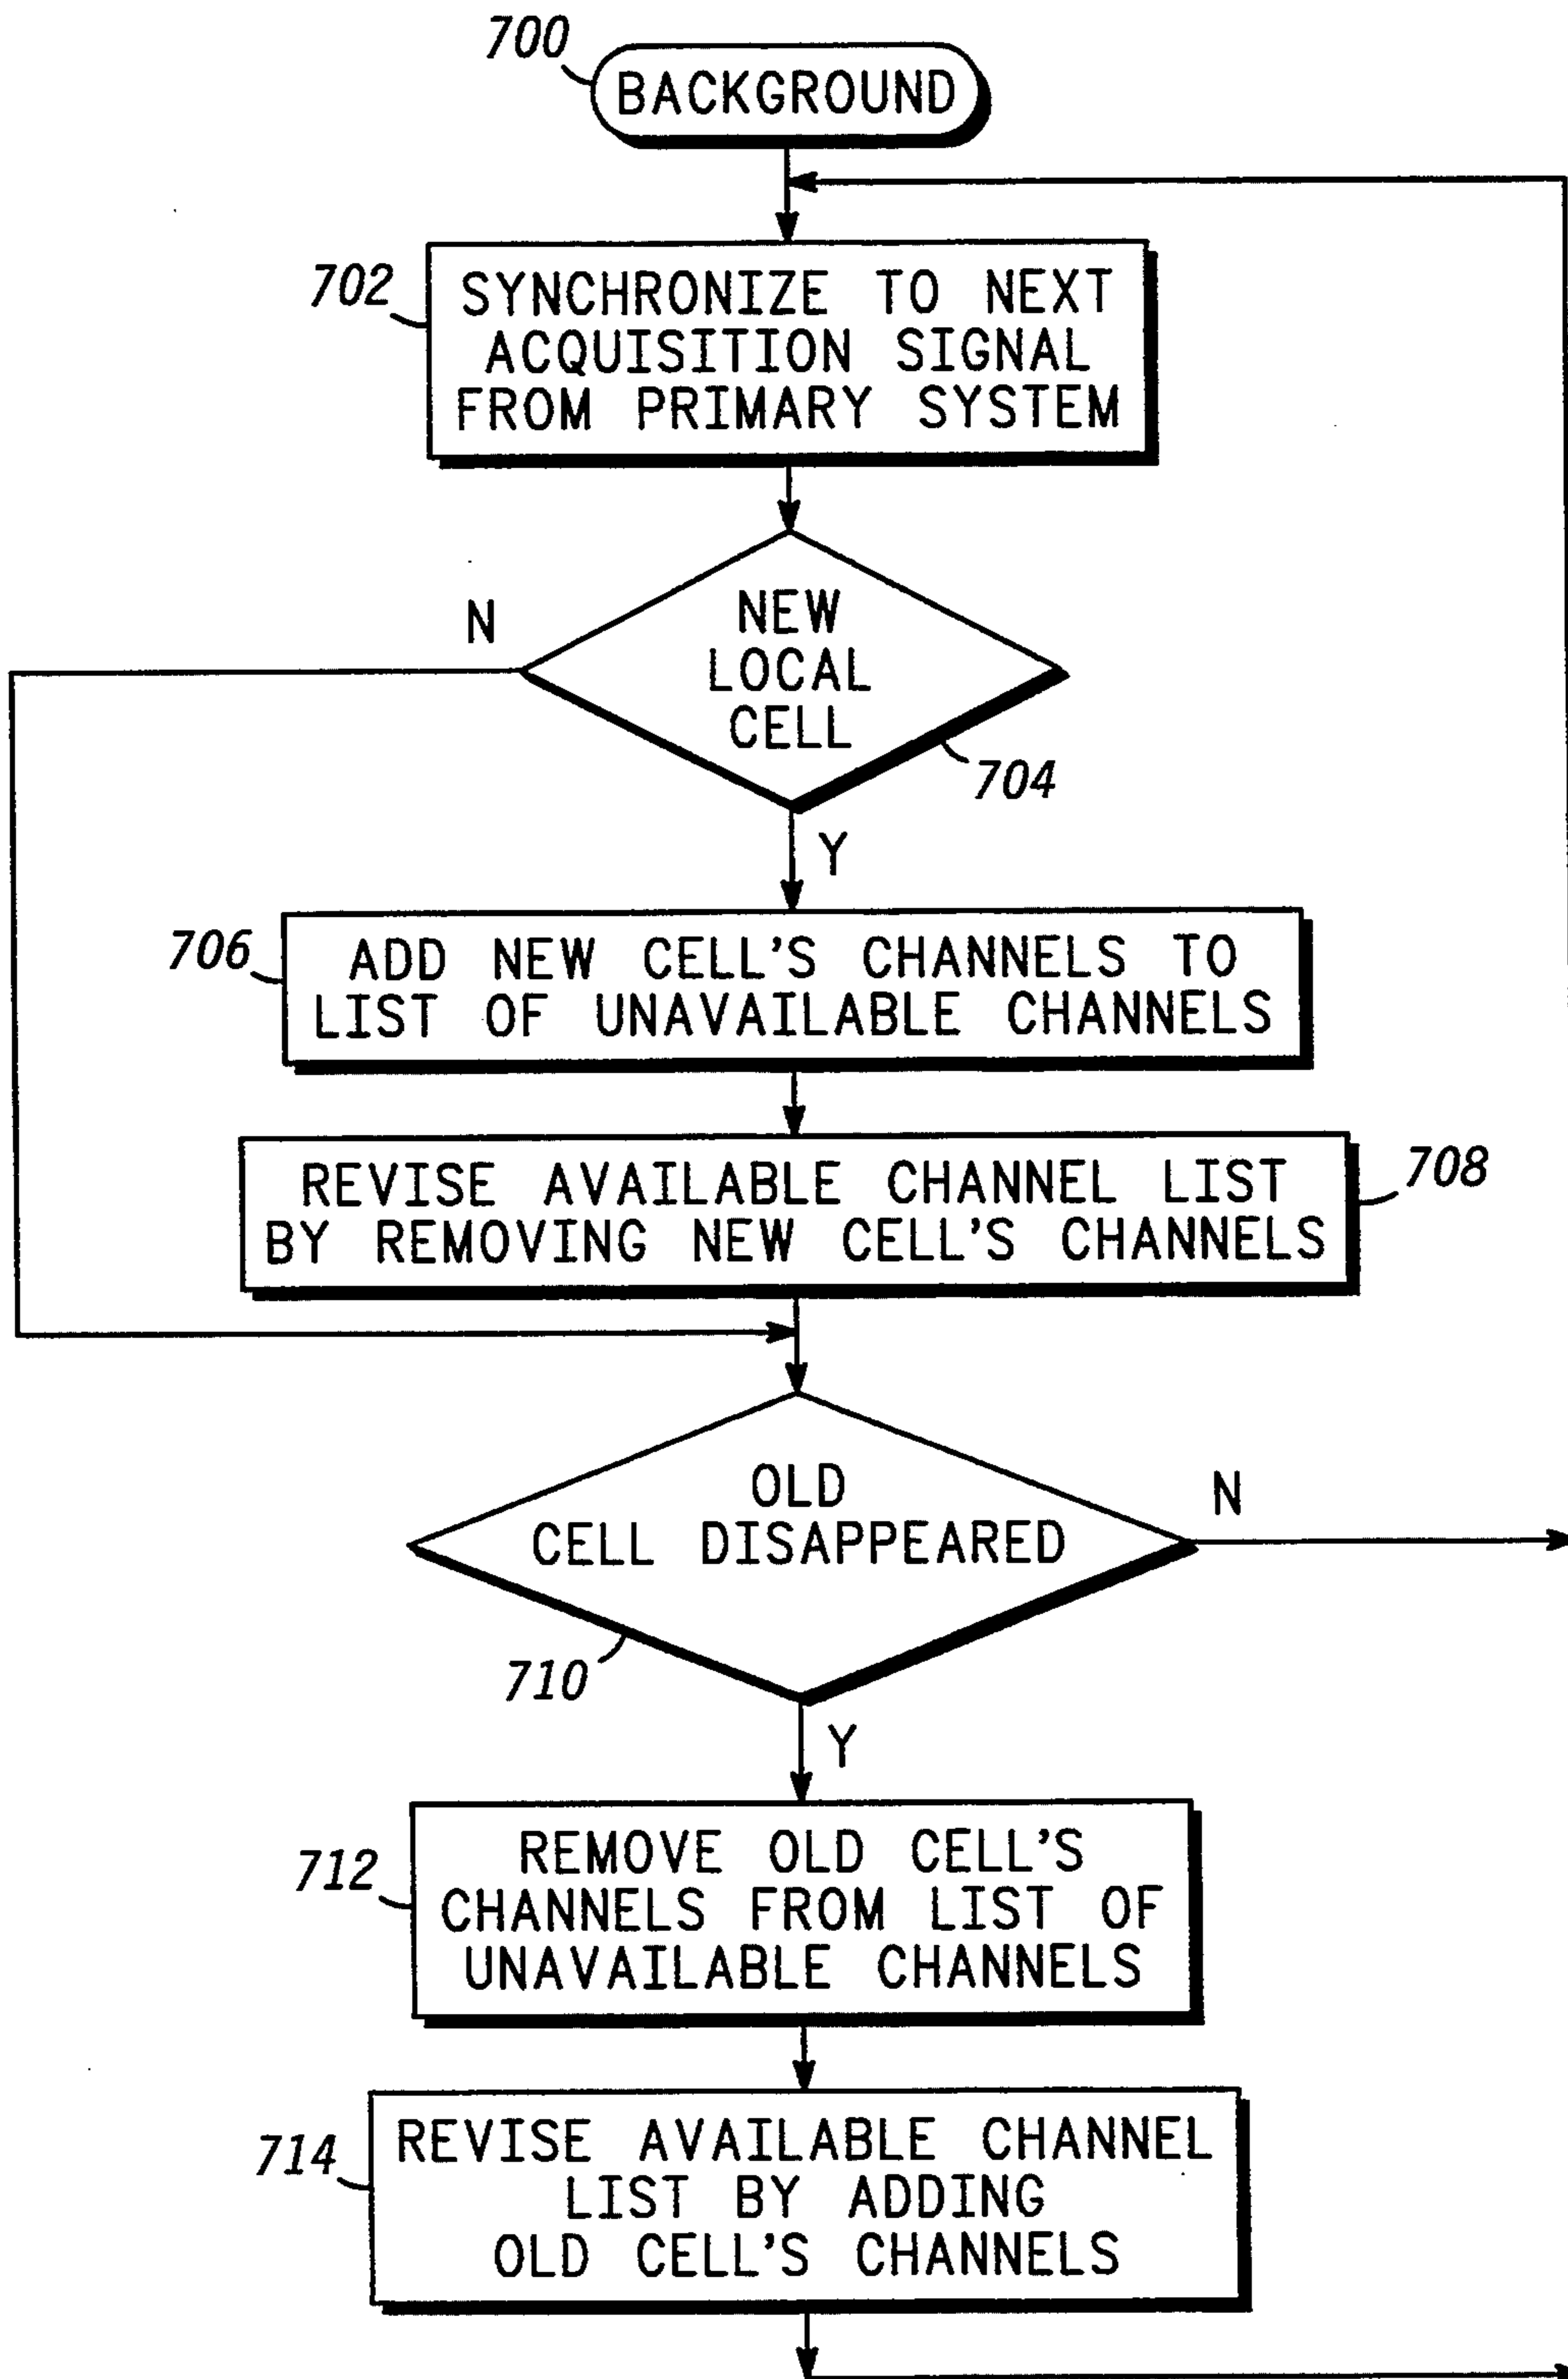 700
BACKGROUND
702
SYNCHRONIZE TO NEXT
ACQUISITION SIGNAL
FROM PRIMARY SYSTEM
N
NEW
LOCAL
CELL
704
Y
706
ADD NEW CELL'S CHANNELS TO
LIST OF UNAVAILABLE CHANNELS
708
REVISE AVAILABLE CHANNEL LIST
BY REMOVING NEW CELL'S CHANNELS
OLD
CELL DISAPPEARED
N
710
Y
712
REMOVE OLD CELL'S
CHANNELS FROM LIST OF
UNAVAILABLE CHANNELS
714
REVISE AVAILABLE CHANNEL
LIST BY ADDING
OLD CELL'S CHANNELS